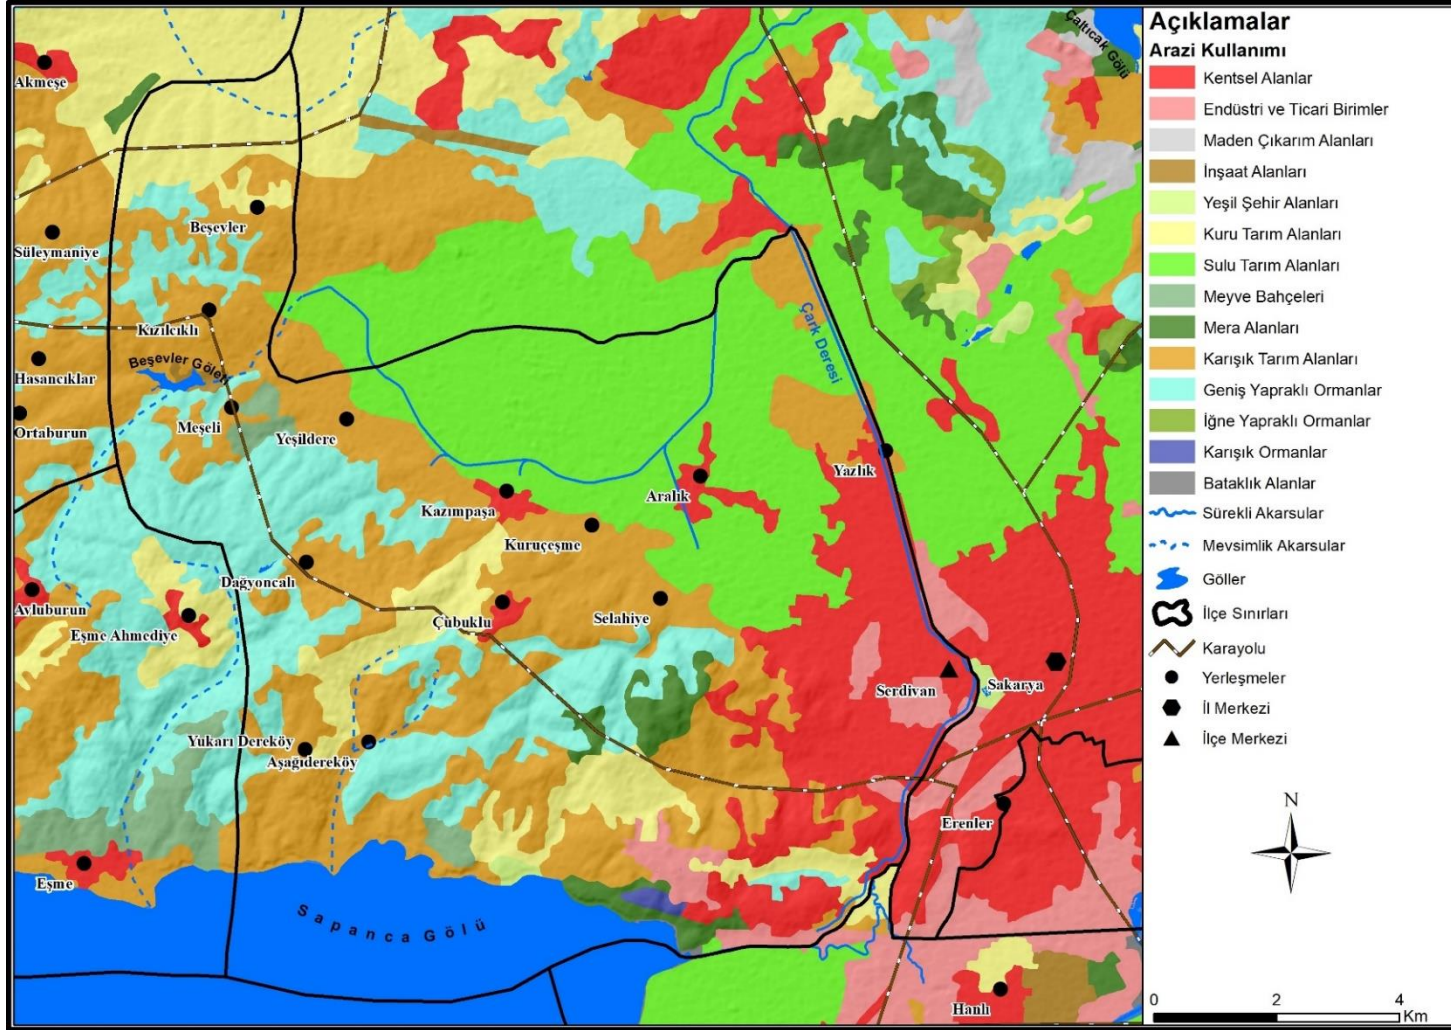 Açıklamalar
Arazi Kullanımı
Kentsel Alanlar
Endüstri ve Ticari Birimler
Maden Çıkarım Alanları
İnşaat Alanları
Yeşil Şehir Alanları
Kuru Tarım Alanları
Sulu Tarım Alanları
Meyve Bahçeleri
Mera Alanları
Karışık Tarım Alanları
Geniş Yapraklı Ormanlar
İğne Yapraklı Ormanlar
Karışık Ormanlar
Bataklık Alanlar
Sürekli Akarsular
Mevsimlik Akarsular
Göller
İlçe Sınırları
Karayolu
Yerleşmeler
İl Merkezi
İlçe Merkezi
N
0 2 4
Km
Çaltıcak Gölü
Akmeşe
Beşevler
Süleymaniye
Kızılcıklı
Beşevler Göleti
Hasancıklar
Ortaburun
Meşeli
Yeşildere
Çark Deresi
Yazlık
Aralık
Kazımpaşa
Kuruçeşme
Dağyoncalı
Avluburun
Eşme Ahmediye
Çubuklu
Selahiye
Serdivan
Sakarya
Yukarı Dereköy
Aşağıdereköy
Erenler
Eşme
Sapanca Gölü
Hanlı